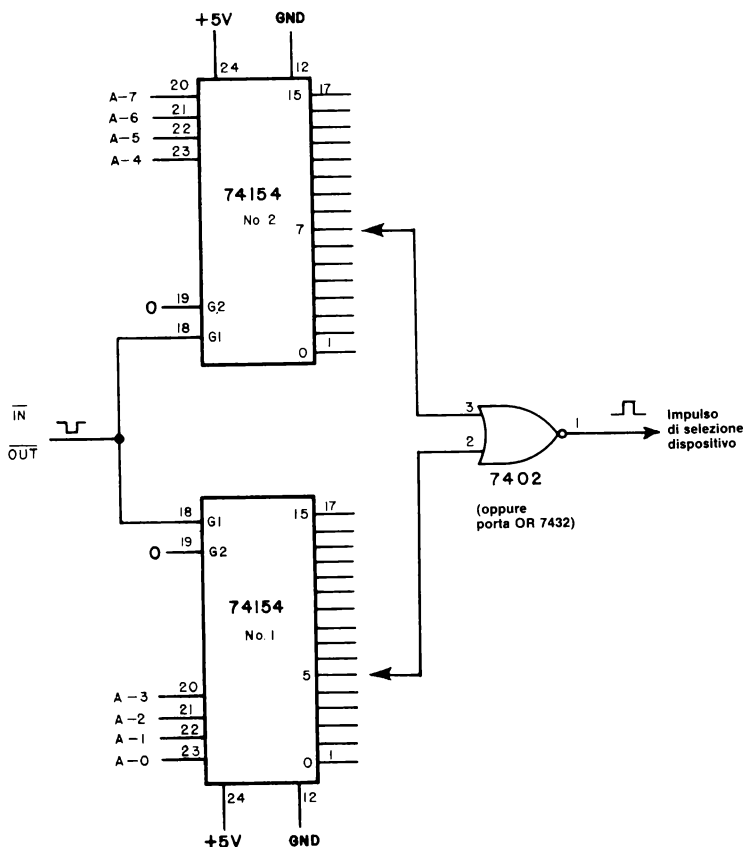 +5V GND
24 12
A-7 20 15 17
A-6 21
A-5 22
A-4 23
74154
No 2
7
0 19 G2
18 G1
0 1
IN
OUT
3
2
1
Impulso
di selezione
dispositivo
7402
(oppure
porta OR 7432)
18 G1 15 17
0 19 G2
74154
No. 1
5
A-3 20
A-2 21
A-1 22
A-0 23
0 1
24 12
+5V GND